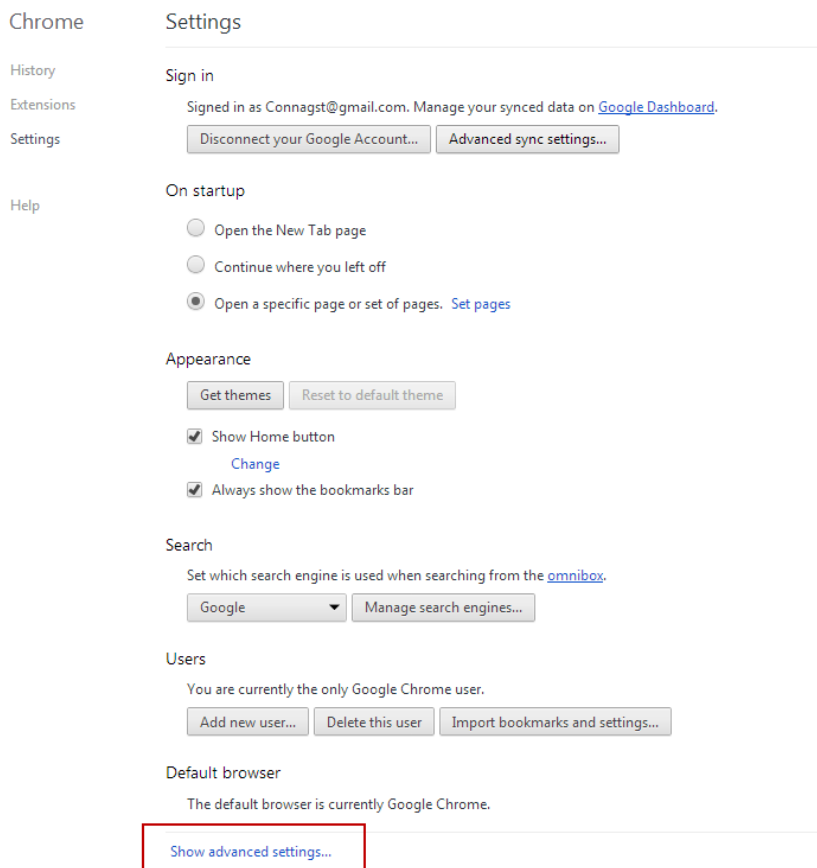 Chrome
Settings
History
Extensions
Settings
Help
Sign in
Signed in as Connagst@gmail.com. Manage your synced data on Google Dashboard.
Disconnect your Google Account... Advanced sync settings...
On startup
Open the New Tab page
Continue where you left off
Open a specific page or set of pages. Set pages
Appearance
Get themes Reset to default theme
Show Home button
Change
Always show the bookmarks bar
Search
Set which search engine is used when searching from the omnibox.
Google Manage search engines...
Users
You are currently the only Google Chrome user.
Add new user... Delete this user Import bookmarks and settings...
Default browser
The default browser is currently Google Chrome.
Show advanced settings...